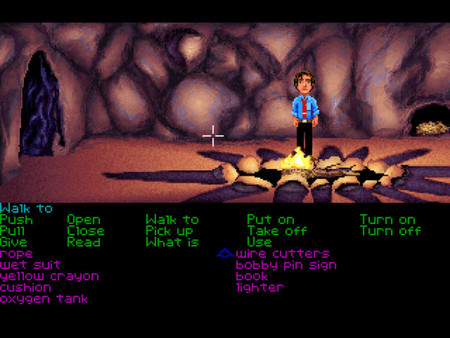 Walk to
Push Open Walk to Put on Turn on
Pull Close Pick up Take off Turn off
Give Read What is Use
rope wire cutters
wet suit bobby pin sign
yellow crayon book
cushion lighter
oxygen tank